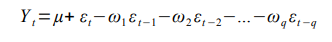 Y_t = μ + ε_t − ω_1 ε_{t−1} − ω_2 ε_{t−2} − ... − ω_q ε_{t−q}